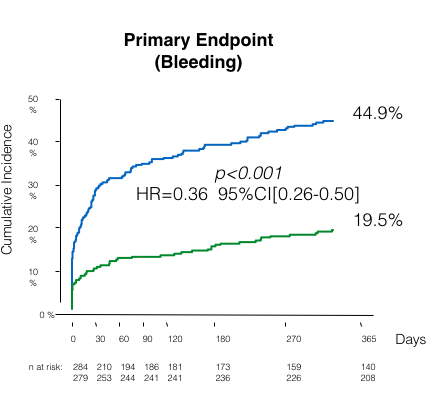 Primary Endpoint
(Bleeding)
Cumulative Incidence
50
%
40
%
30
%
20
%
10
%
0 %
44.9%
p<0.001
HR=0.36 95%CI[0.26-0.50]
19.5%
0 30 60 90 120 180 270 365 Days
n at risk: 284 210 194 186 181 173 159 140
279 253 244 241 241 236 226 208